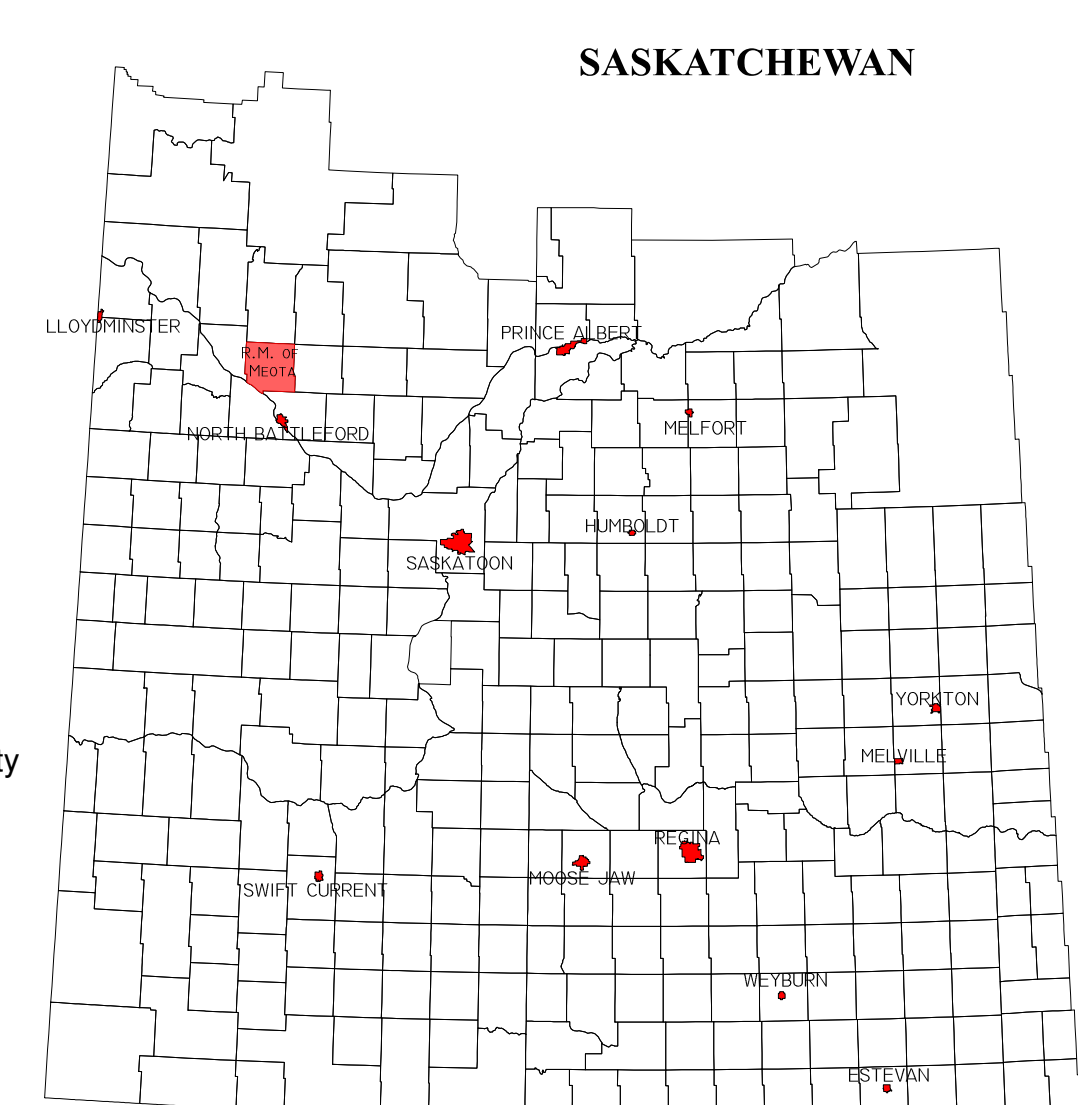 SASKATCHEWAN
LLOYDMINSTER
PRINCE ALBERT
R.M. OF
MEOTA
NORTH BATTLEFORD
MELFORT
HUMBOLDT
SASKATOON
YORKTON
MELVILLE
ty
REGINA
MOOSE JAW
SWIFT CURRENT
WEYBURN
ESTEVAN